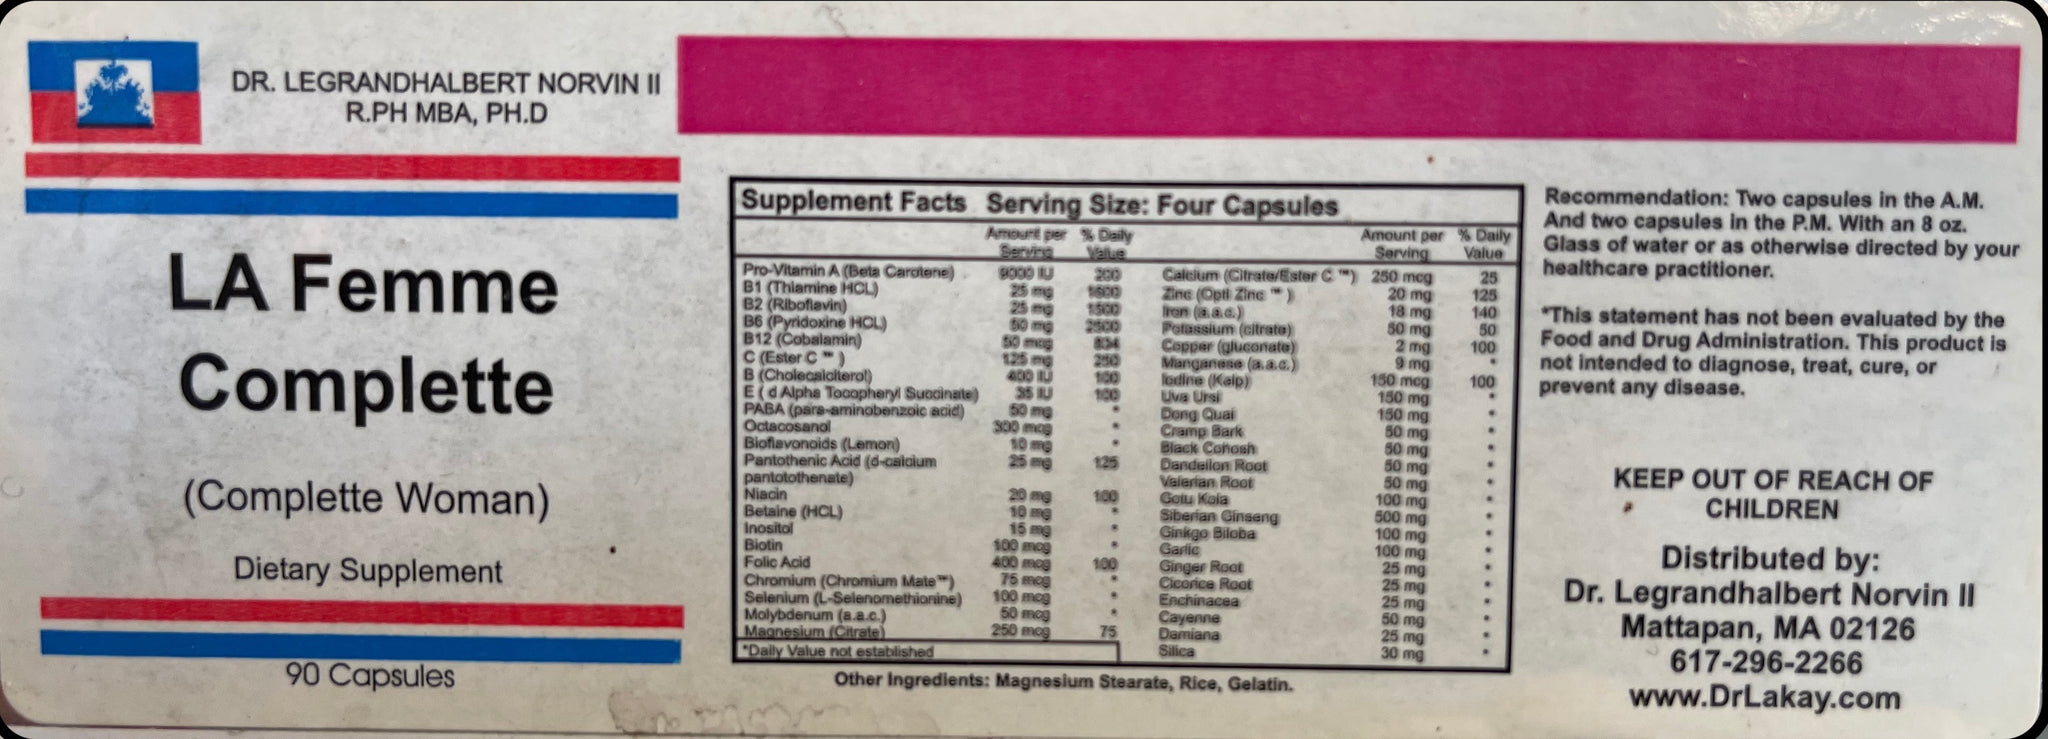 DR. LEGRANDHALBERT NORVIN II
R.PH MBA, PH.D
LA Femme
Complette
(Complette Woman)
Dietary Supplement
90 Capsules
Supplement Facts Serving Size: Four Capsules
Amount per Serving % Daily Value
Pro-Vitamin A (Beta Carotene) 9000 IU 200
B1 (Thiamine HCL) 25 mg 1600
B2 (Riboflavin) 25 mg 1500
B6 (Pyridoxine HCL) 50 mg 2500
B12 (Cobalamin) 50 mcg 834
C (Ester C ™ ) 125 mg 250
B (Cholecalciterol) 400 IU 100
E ( d Alpha Tocopheryl Succinate) 35 IU 100
PABA (para-aminobenzoic acid) 50 mg *
Octacosanol 300 mcg *
Bioflavonoids (Lemon) 10 mg *
Pantothenic Acid (d-calcium 25 mg 125
pantotothenate)
Niacin 20 mg 100
Betaine (HCL) 10 mg *
Inositol 15 mg *
Biotin 100 mcg *
Folic Acid 400 mcg 100
Chromium (Chromium Mate™) 75 mcg *
Selenium (L-Selenomethionine) 100 mcg *
Molybdenum (a.a.c.) 50 mcg *
Magnesium (Citrate) 250 mcg 75
*Daily Value not established
Amount per Serving % Daily Value
Calcium (Citrate/Ester C ™) 250 mcg 25
Zinc (Opti Zinc ™ ) 20 mg 125
Iron (a.a.c.) 18 mg 140
Potassium (citrate) 50 mg 50
Copper (gluconate) 2 mg 100
Manganese (a.a.c.) 9 mg *
Iodine (Kelp) 150 mcg 100
Uva Ursi 150 mg *
Dong Quai 150 mg *
Cramp Bark 50 mg *
Black Cohosh 50 mg *
Dandelion Root 50 mg *
Valerian Root 50 mg *
Gotu Kola 100 mg *
Siberian Ginseng 500 mg *
Ginkgo Biloba 100 mg *
Garlic 100 mg *
Ginger Root 25 mg *
Cicorice Root 25 mg *
Enchinacea 25 mg *
Cayenne 50 mg *
Damiana 25 mg *
Silica 30 mg *
Other Ingredients: Magnesium Stearate, Rice, Gelatin.
Recommendation: Two capsules in the A.M.
And two capsules in the P.M. With an 8 oz.
Glass of water or as otherwise directed by your
healthcare practitioner.
*This statement has not been evaluated by the
Food and Drug Administration. This product is
not intended to diagnose, treat, cure, or
prevent any disease.
KEEP OUT OF REACH OF
CHILDREN
Distributed by:
Dr. Legrandhalbert Norvin II
Mattapan, MA 02126
617-296-2266
www.DrLakay.com